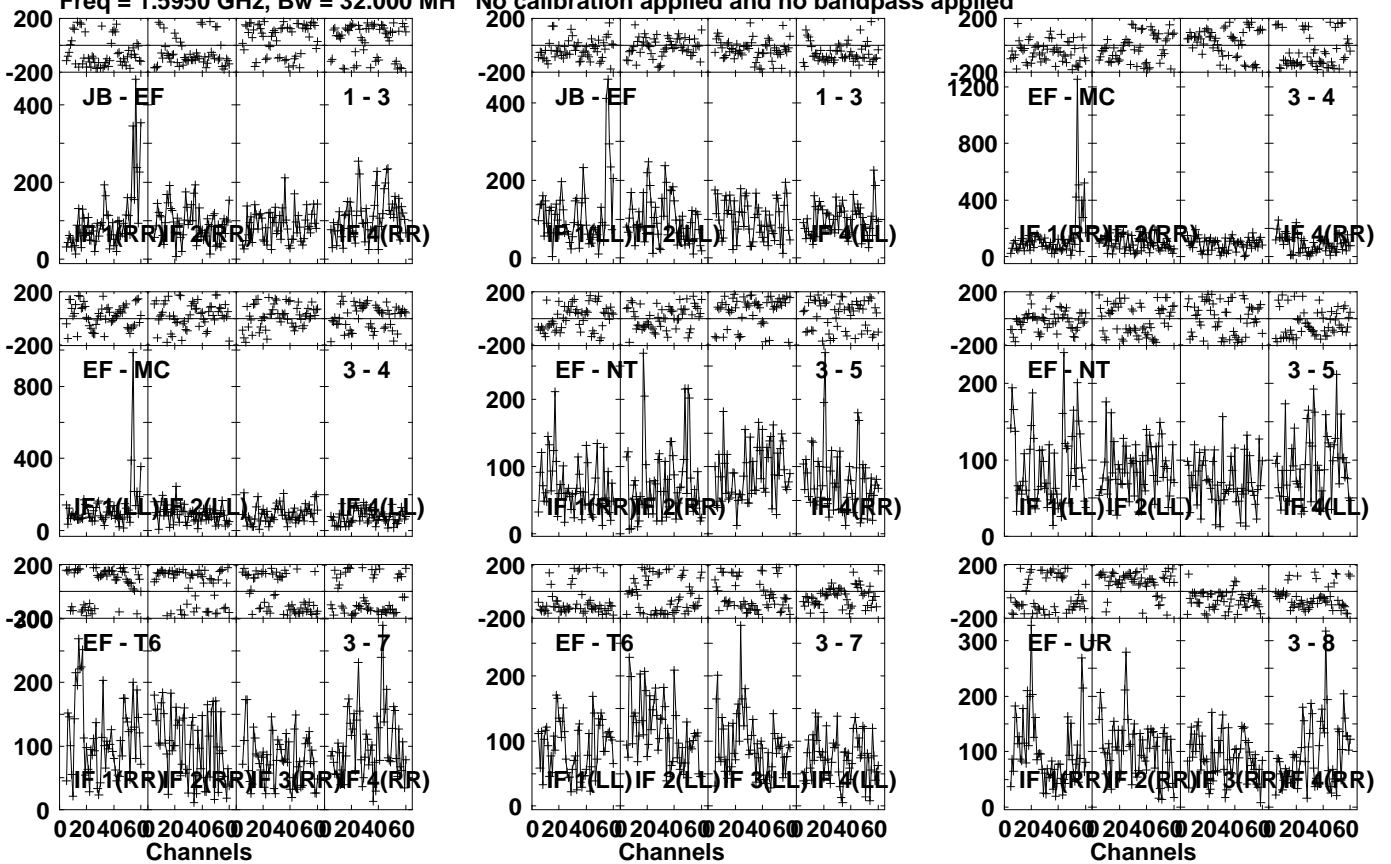 Freq = 1.5950 GHz, Bw = 32.000 MH No calibration applied and no bandpass applied
200
-200
JB - EF
1 - 3
400
200
0
IF 1(RR) IF 2(RR) IF 4(RR)
200
-200
JB - EF
1 - 3
400
200
0
IF 1(LL) IF 2(LL) IF 4(LL)
200
-200
1200
EF - MC
3 - 4
800
400
0
IF 1(RR) IF 2(RR) IF 4(RR)
200
-200
EF - MC
3 - 4
800
400
0
IF 1(LL) IF 2(LL) IF 4(LL)
200
-200
EF - NT
3 - 5
200
100
0
IF 1(RR) IF 2(RR) IF 4(RR)
200
-200
EF - NT
3 - 5
200
100
0
IF 1(LL) IF 2(LL) IF 4(LL)
200
-200
300
EF - T6
3 - 7
200
100
0
IF 1(RR) IF 2(RR) IF 3(RR) IF 4(RR)
0 20 40 60 0 20 40 60 0 20 40 60 0 20 40 60
Channels
200
-200
EF - T6
3 - 7
200
100
0
IF 1(LL) IF 2(LL) IF 3(LL) IF 4(LL)
0 20 40 60 0 20 40 60 0 20 40 60 0 20 40 60
Channels
200
-200
300
EF - UR
3 - 8
200
100
0
IF 1(RR) IF 2(RR) IF 3(RR) IF 4(RR)
0 20 40 60 0 20 40 60 0 20 40 60 0 20 40 60
Channels